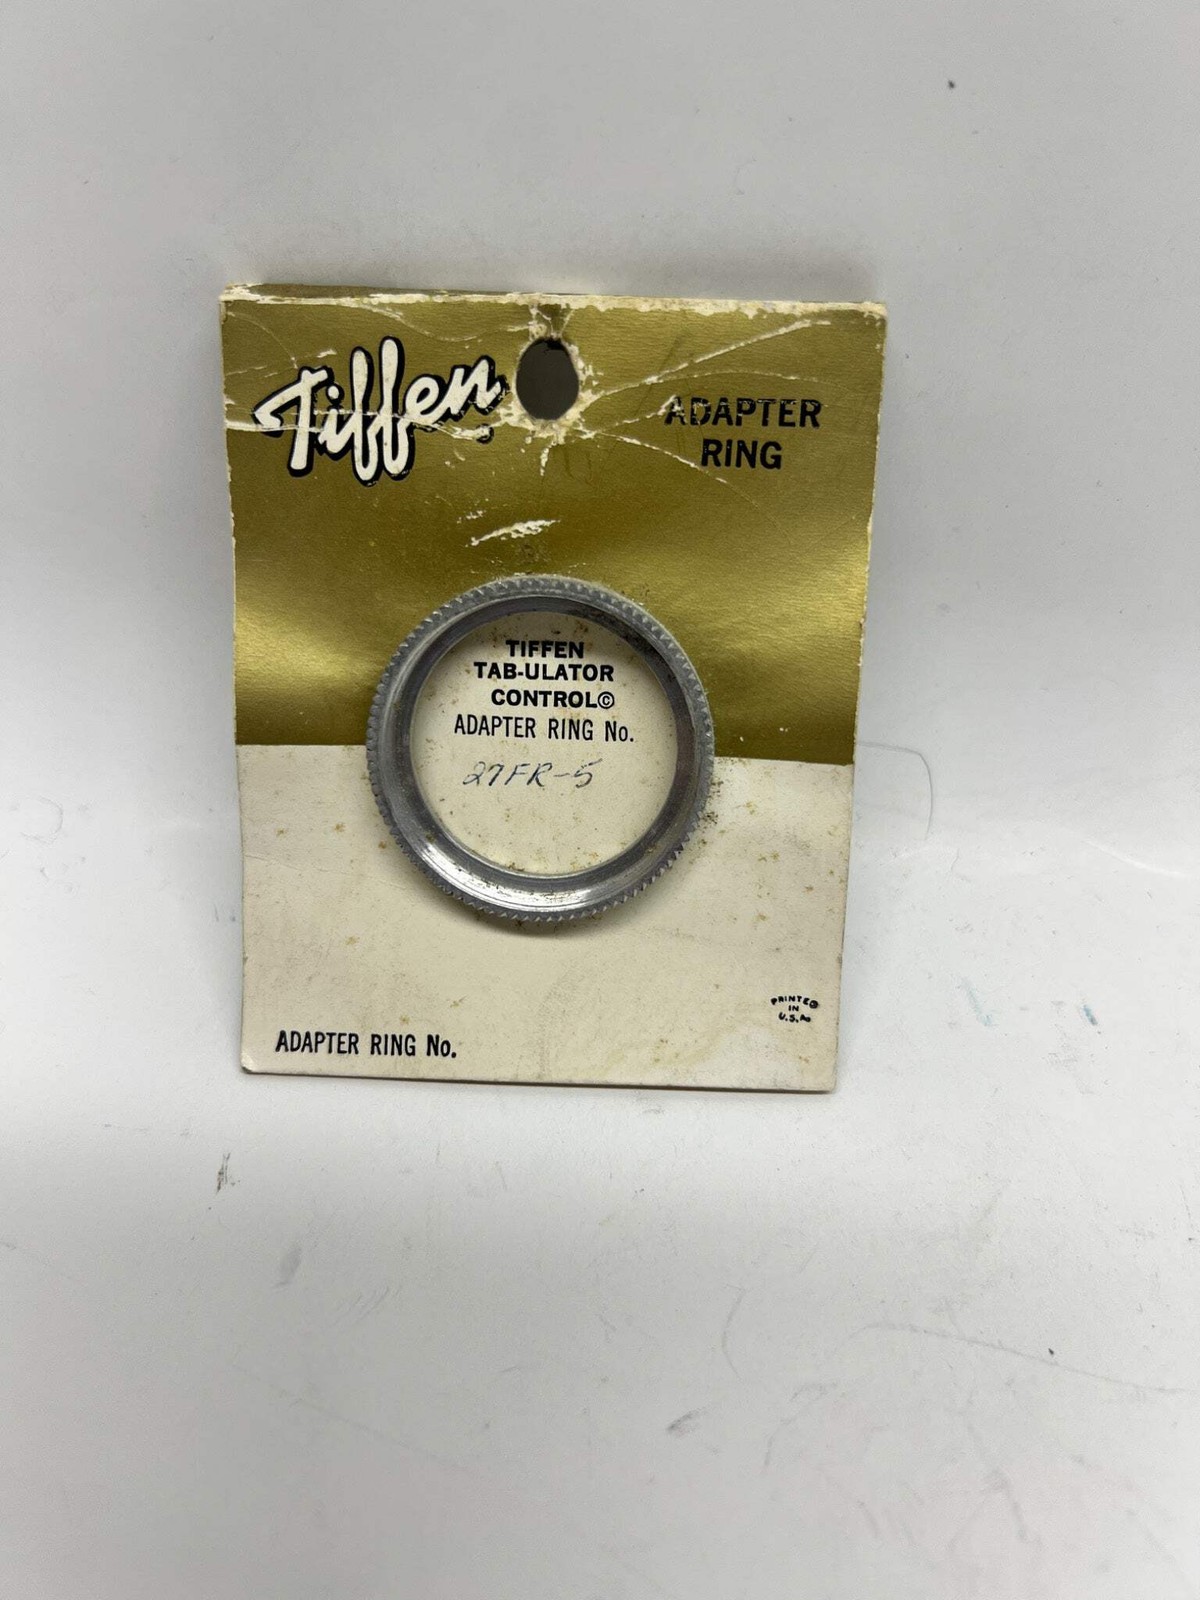 Tiffen
ADAPTER
RING
TIFFEN
TAB-ULATOR
CONTROL©
ADAPTER RING No.
27FR-5
PRINTED
IN
U.S.A.
ADAPTER RING No.